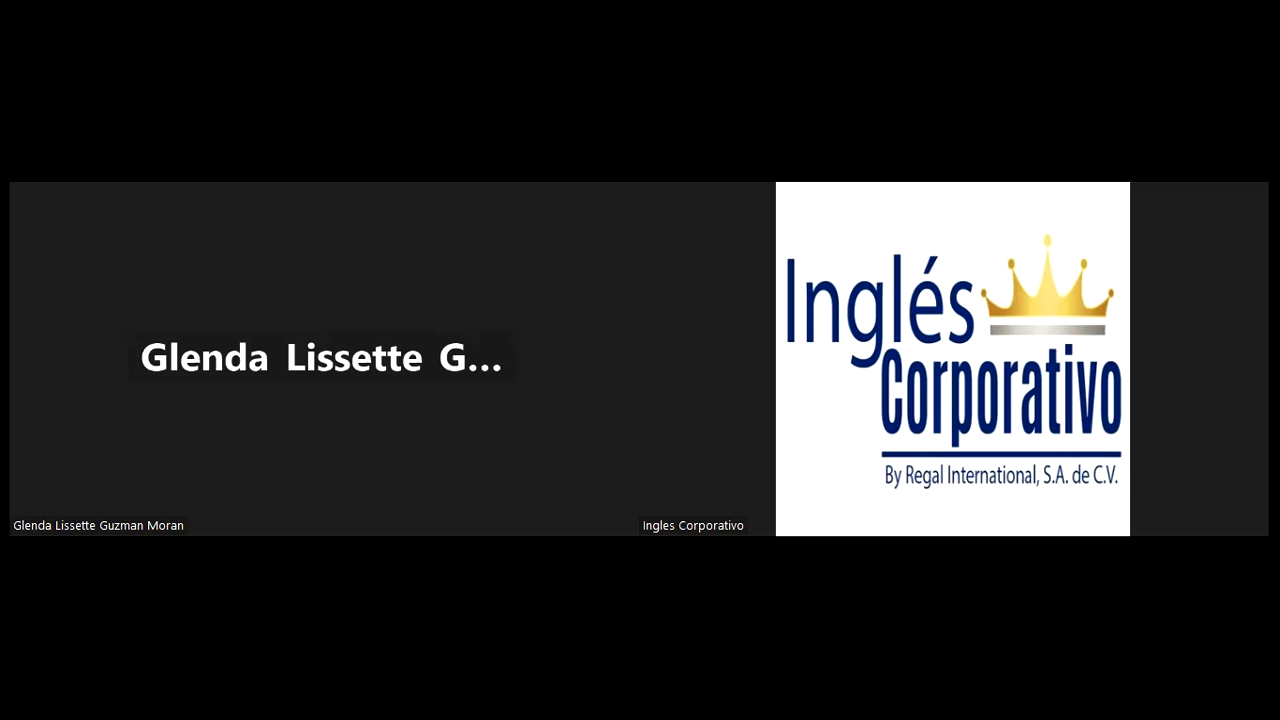 Glenda Lissette G...
Glenda Lissette Guzman Moran
Ingles Corporativo
Inglés
Corporativo
By Regal International, S.A. de C.V.